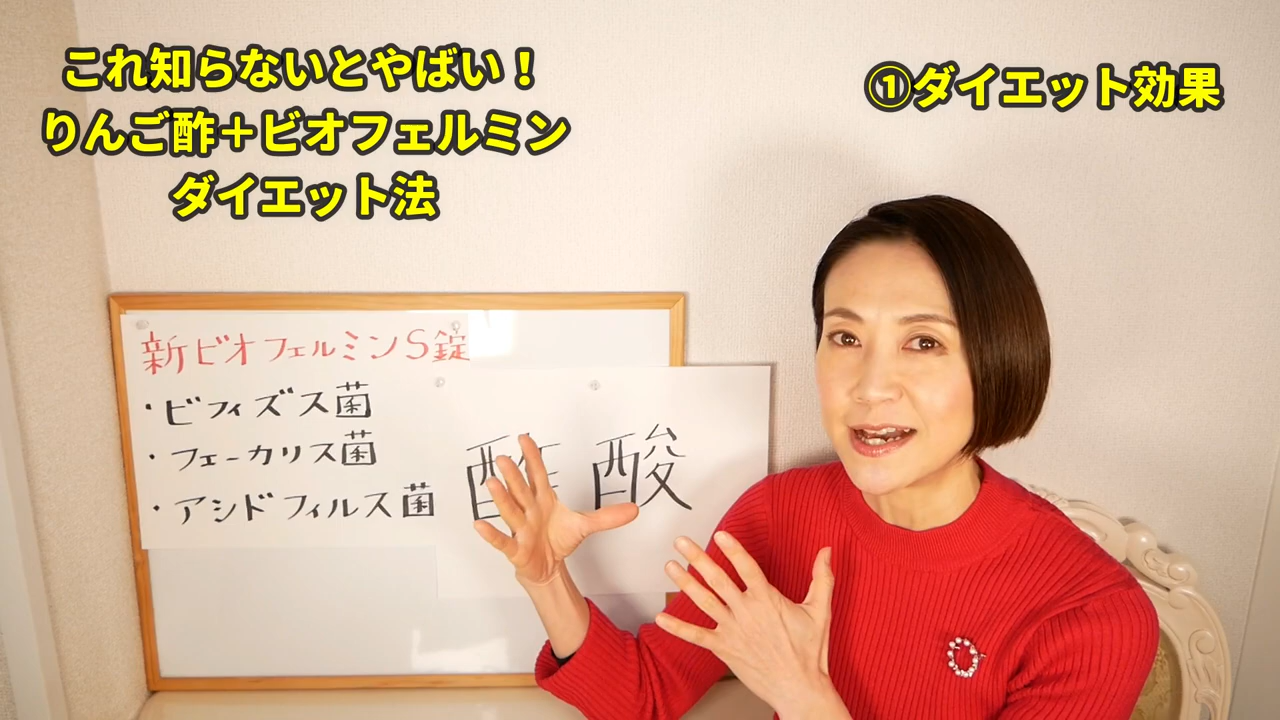 これ知らないとやばい！
りんご酢＋ビオフェルミン
ダイエット法
①ダイエット効果
新ビオフェルミンS錠
・ビフィズス菌
・フェーカリス菌
・アシドフィルス菌
酢酸